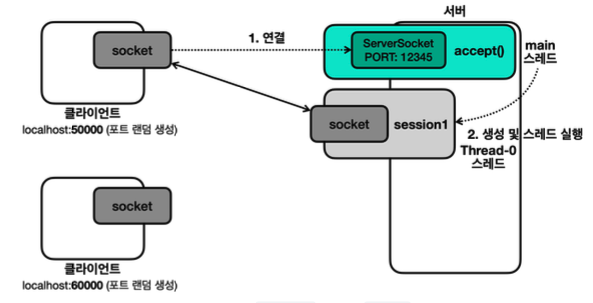 서버
socket
1. 연결
ServerSocket
PORT: 12345
accept()
main
스레드
클라이언트
localhost:50000 (포트 랜덤 생성)
socket
session1
2. 생성 및 스레드 실행
Thread-0
스레드
socket
클라이언트
localhost:60000 (포트 랜덤 생성)